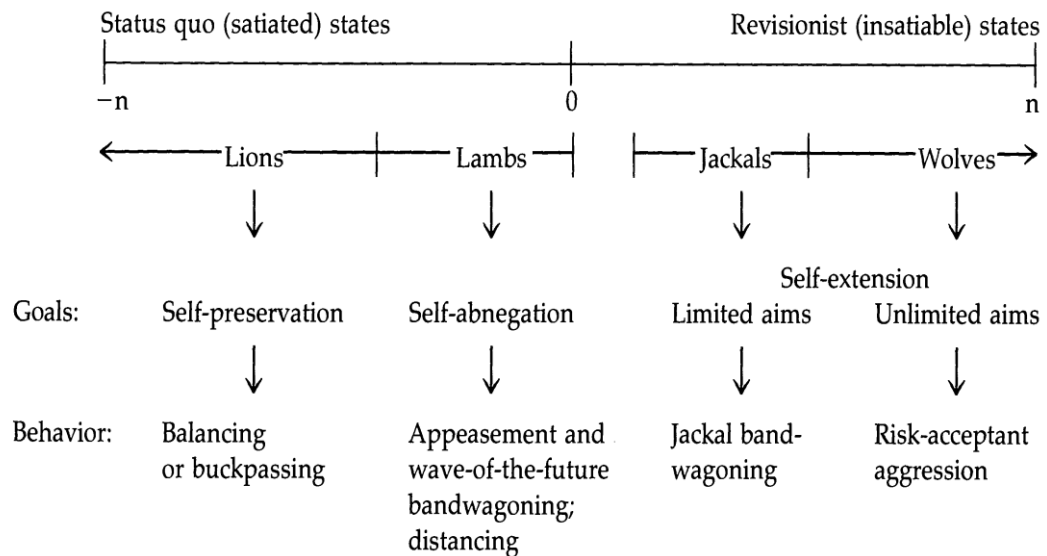 Status quo (satiated) states Revisionist (insatiable) states
−n 0 n
Lions Lambs Jackals Wolves
Self-extension
Goals: Self-preservation Self-abnegation Limited aims Unlimited aims
Behavior: Balancing Appeasement and Jackal band- Risk-acceptant
or buckpassing wave-of-the-future wagoning aggression
bandwagoning;
distancing